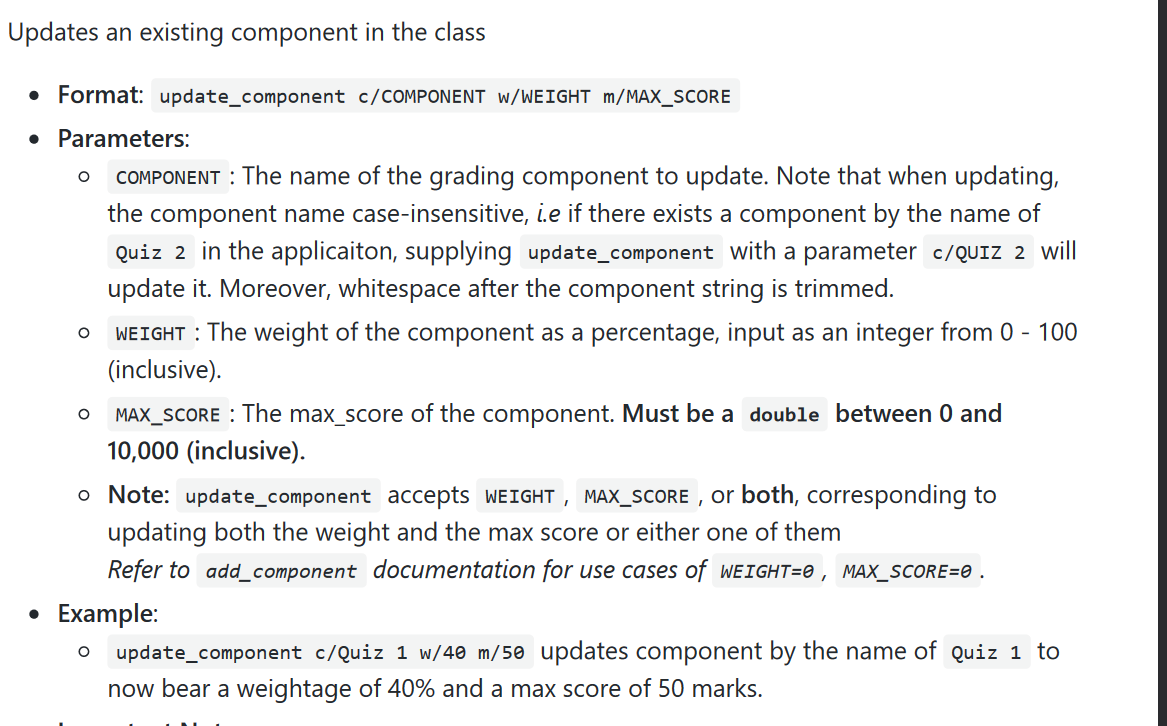 Updates an existing component in the class
Format: update_component c/COMPONENT w/WEIGHT m/MAX_SCORE
Parameters:
COMPONENT : The name of the grading component to update. Note that when updating,
the component name case-insensitive, i.e if there exists a component by the name of
Quiz 2 in the applicaiton, supplying update_component with a parameter c/QUIZ 2 will
update it. Moreover, whitespace after the component string is trimmed.
WEIGHT : The weight of the component as a percentage, input as an integer from 0 - 100
(inclusive).
MAX_SCORE : The max_score of the component. Must be a double between 0 and
10,000 (inclusive).
Note: update_component accepts WEIGHT , MAX_SCORE , or both, corresponding to
updating both the weight and the max score or either one of them
Refer to add_component documentation for use cases of WEIGHT=0 , MAX_SCORE=0 .
Example:
update_component c/Quiz 1 w/40 m/50 updates component by the name of Quiz 1 to
now bear a weightage of 40% and a max score of 50 marks.